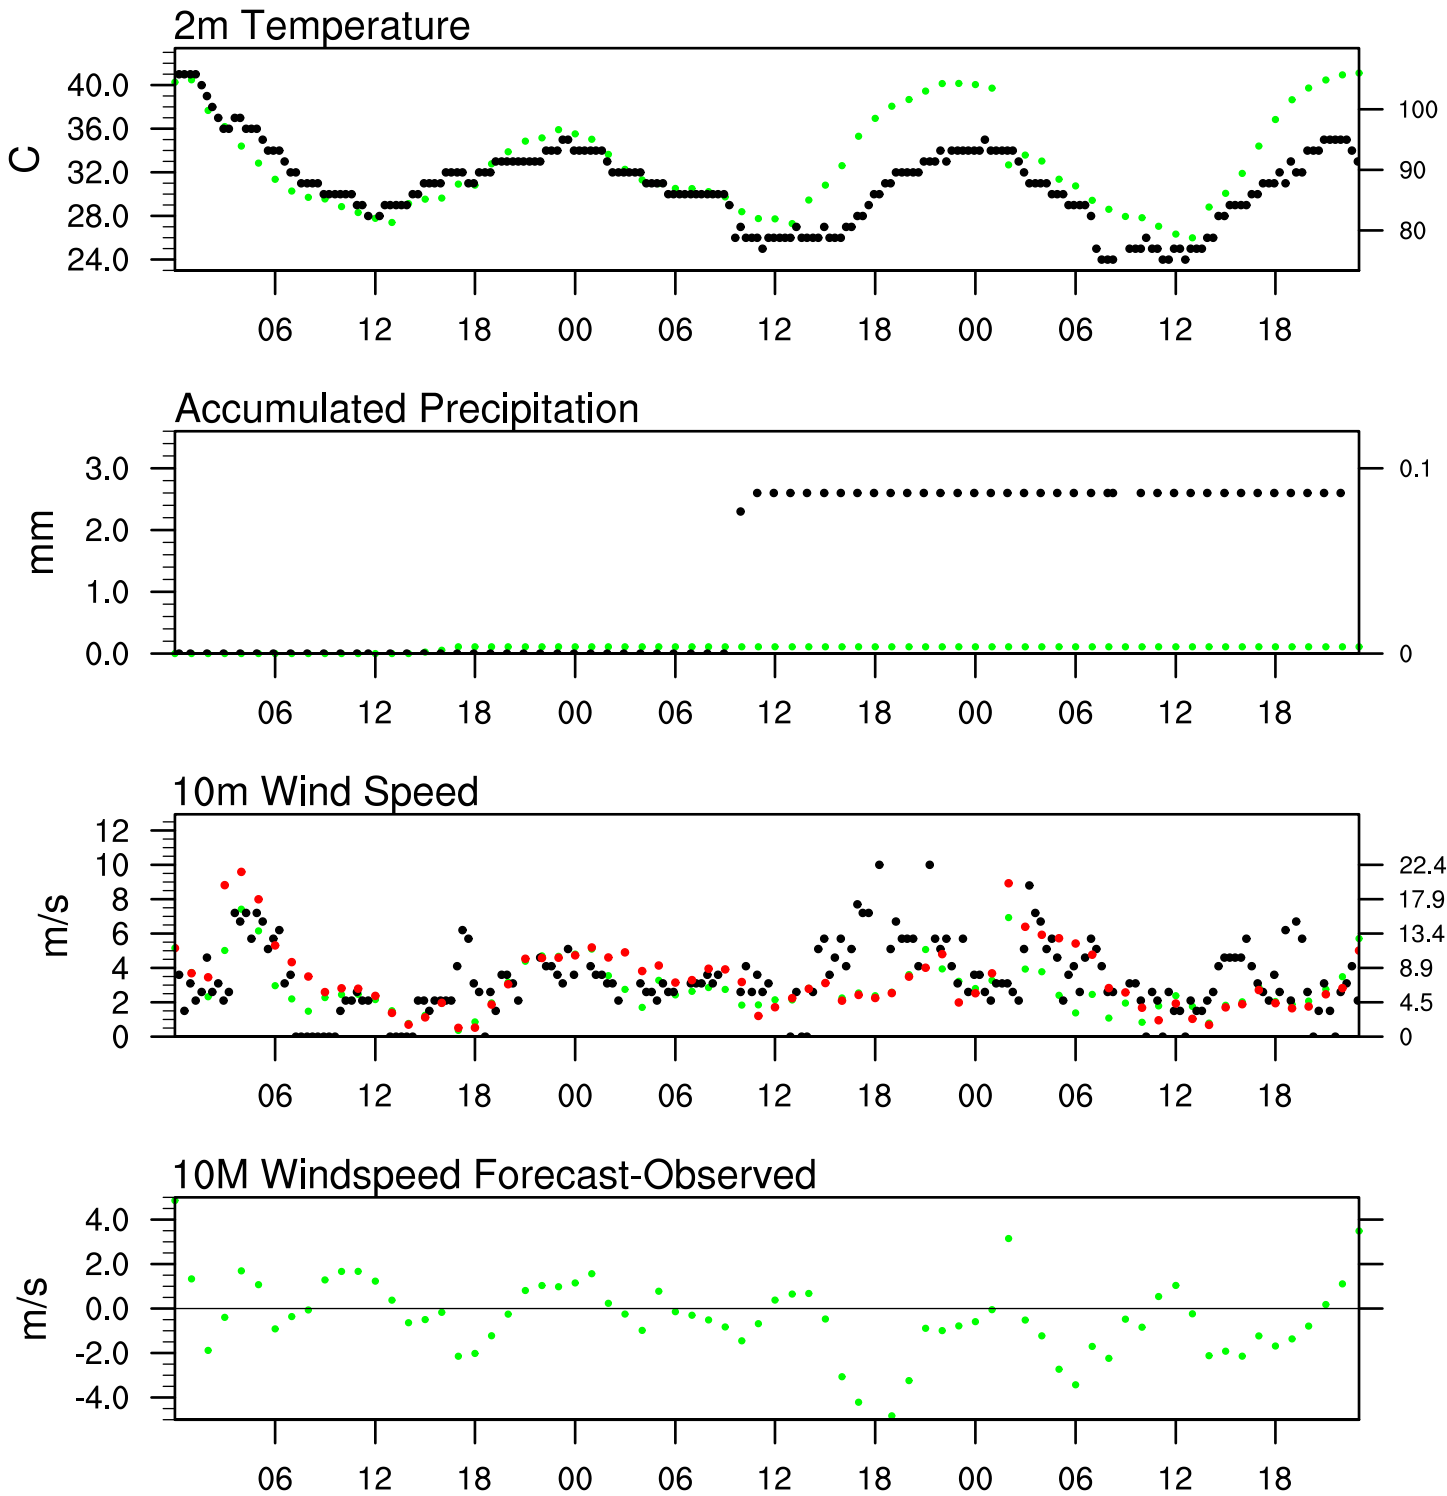 2m Temperature
40.0
36.0
32.0
28.0
24.0
C
100
90
80
06 12 18 00 06 12 18 00 06 12 18
Accumulated Precipitation
3.0
2.0
1.0
0.0
mm
0.1
0
06 12 18 00 06 12 18 00 06 12 18
10m Wind Speed
12
10
8
6
4
2
0
m/s
22.4
17.9
13.4
8.9
4.5
0
06 12 18 00 06 12 18 00 06 12 18
10M Windspeed Forecast-Observed
4.0
2.0
0.0
-2.0
-4.0
m/s
06 12 18 00 06 12 18 00 06 12 18